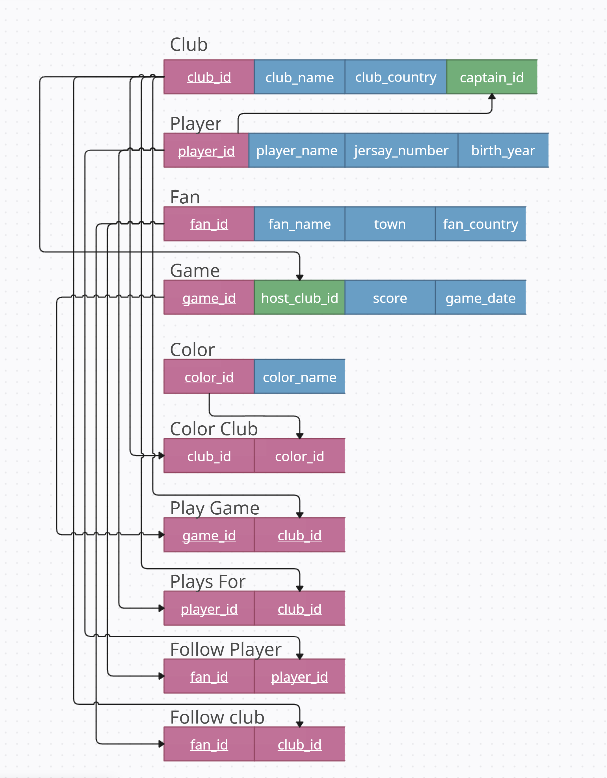 Club
club_id club_name club_country captain_id
Player
player_id player_name jersay_number birth_year
Fan
fan_id fan_name town fan_country
Game
game_id host_club_id score game_date
Color
color_id color_name
Color Club
club_id color_id
Play Game
game_id club_id
Plays For
player_id club_id
Follow Player
fan_id player_id
Follow club
fan_id club_id